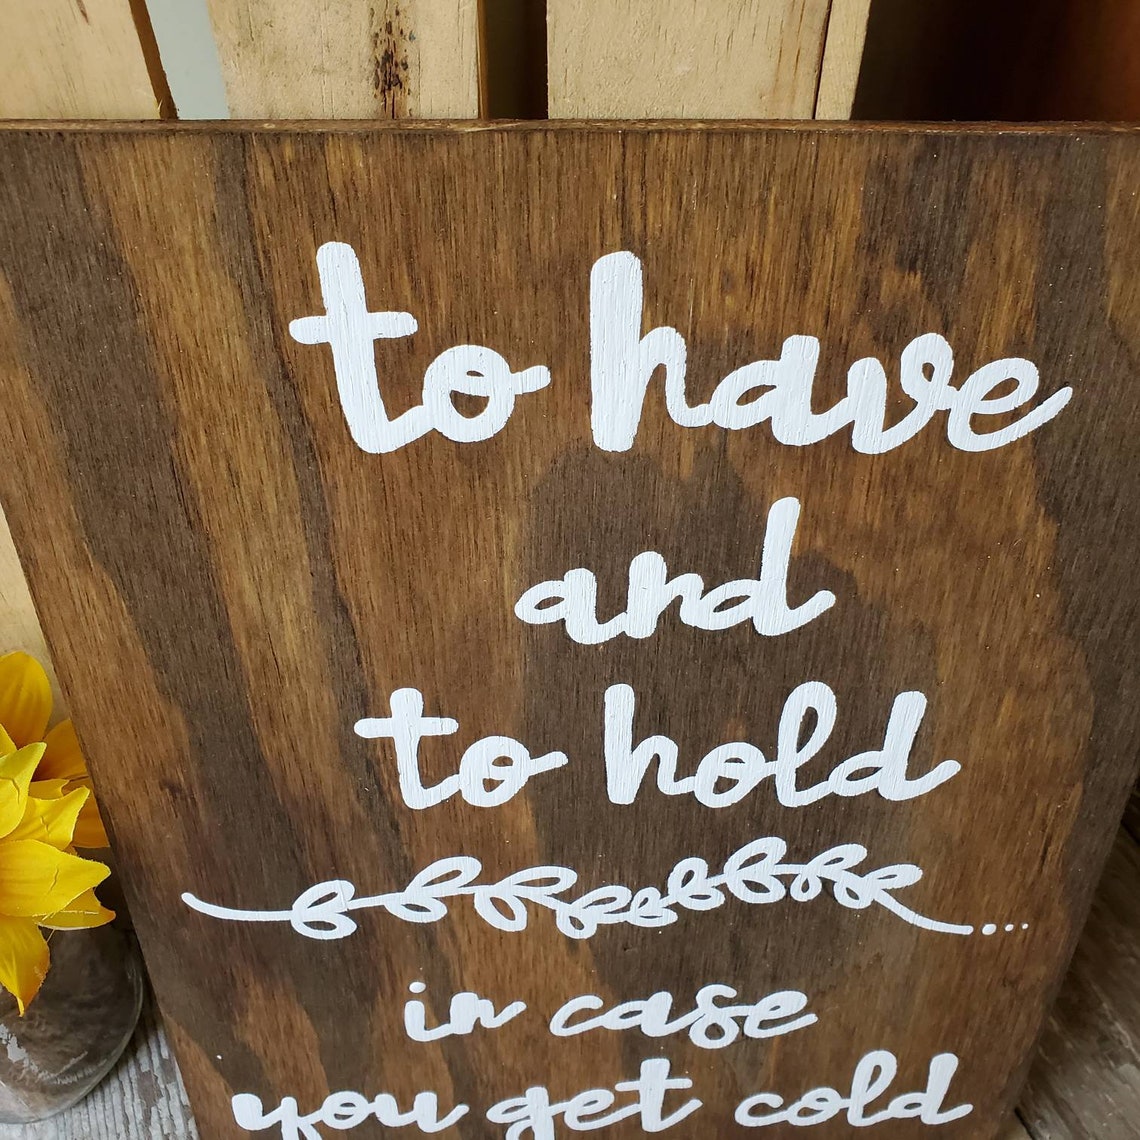 to have
and
to hold
...
in case
you get cold